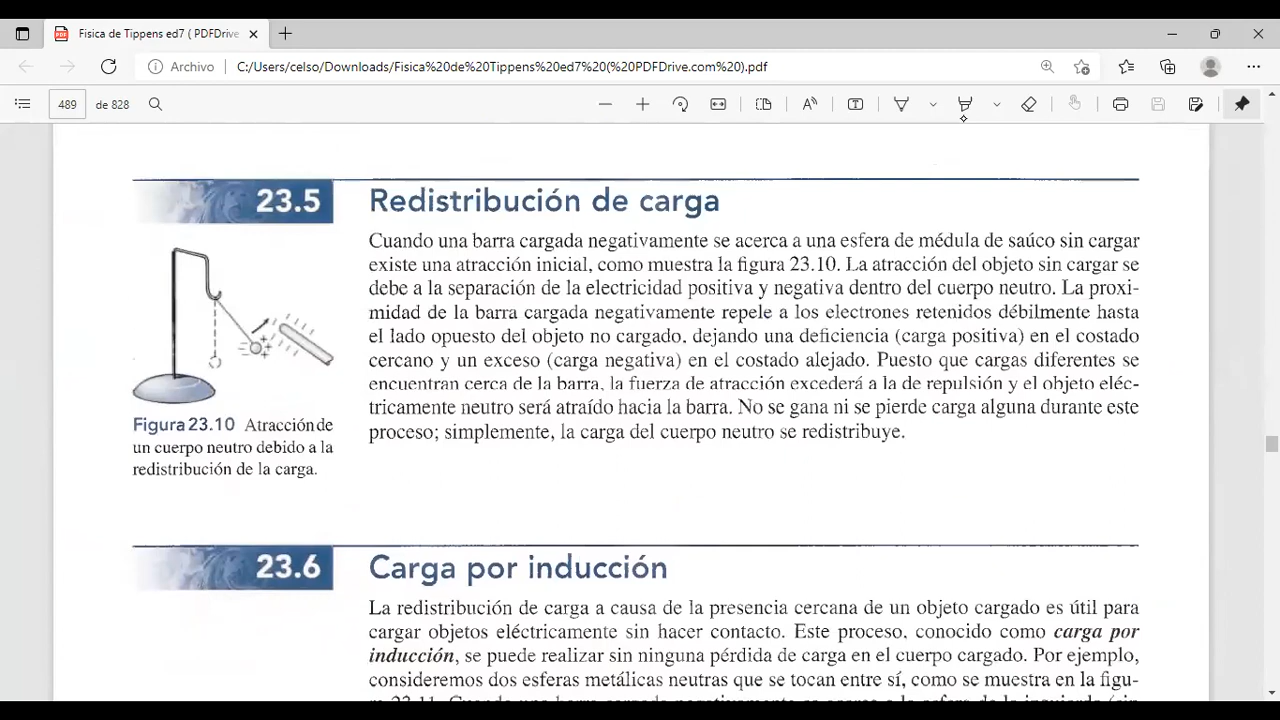 Fisica de Tippens ed7 ( PDFDrive
Archivo C:/Users/celso/Downloads/Fisica%20de%20Tippens%20ed7%20(%20PDFDrive.com%20).pdf
489 de 828
23.5 Redistribución de carga
Cuando una barra cargada negativamente se acerca a una esfera de médula de saúco sin cargar
existe una atracción inicial, como muestra la figura 23.10. La atracción del objeto sin cargar se
debe a la separación de la electricidad positiva y negativa dentro del cuerpo neutro. La proxi-
midad de la barra cargada negativamente repele a los electrones retenidos débilmente hasta
el lado opuesto del objeto no cargado, dejando una deficiencia (carga positiva) en el costado
cercano y un exceso (carga negativa) en el costado alejado. Puesto que cargas diferentes se
encuentran cerca de la barra, la fuerza de atracción excederá a la de repulsión y el objeto eléc-
tricamente neutro será atraído hacia la barra. No se gana ni se pierde carga alguna durante este
proceso; simplemente, la carga del cuerpo neutro se redistribuye.
Figura 23.10 Atracción de
un cuerpo neutro debido a la
redistribución de la carga.
23.6 Carga por inducción
La redistribución de carga a causa de la presencia cercana de un objeto cargado es útil para
cargar objetos eléctricamente sin hacer contacto. Este proceso, conocido como carga por
inducción, se puede realizar sin ninguna pérdida de carga en el cuerpo cargado. Por ejemplo,
consideremos dos esferas metálicas neutras que se tocan entre sí, como se muestra en la figu-